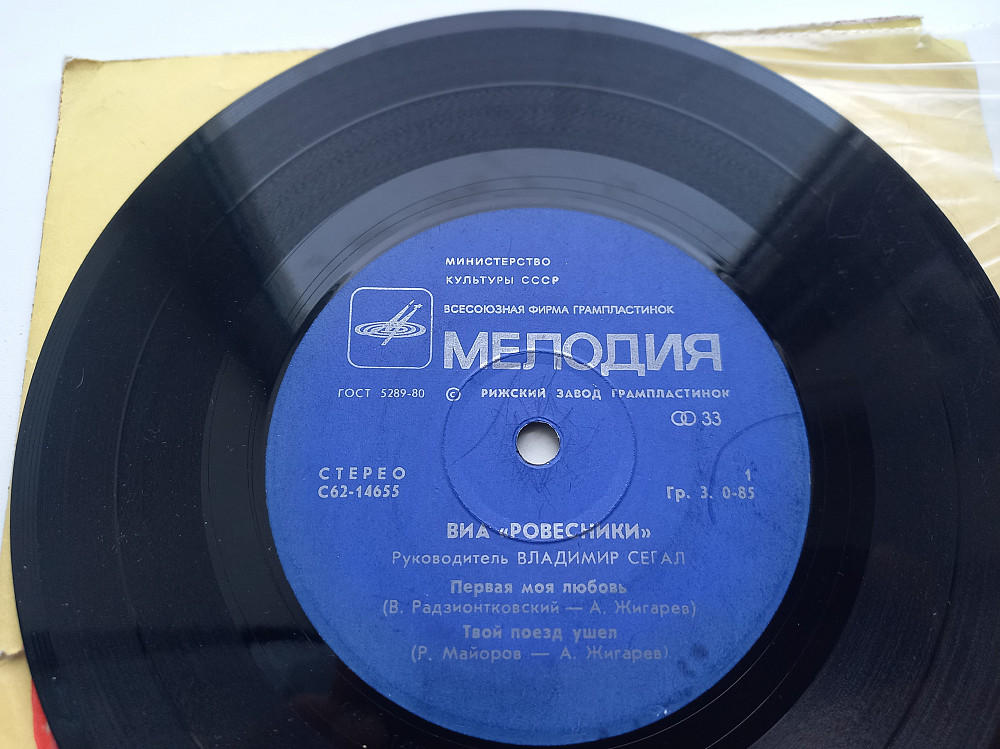 МИНИСТЕРСТВО
КУЛЬТУРЫ СССР
ВСЕСОЮЗНАЯ ФИРМА ГРАМПЛАСТИНОК
МЕЛОДИЯ
ГОСТ 5289-80 © РИЖСКИЙ ЗАВОД ГРАМПЛАСТИНОК
33
СТЕРЕО 1
С62-14655 Гр. 3. 0-85
ВИА «РОВЕСНИКИ»
Руководитель ВЛАДИМИР СЕГАЛ
Первая моя любовь
(В. Радзионтковский — А. Жигарев)
Твой поезд ушел
(Р. Майоров — А. Жигарев)